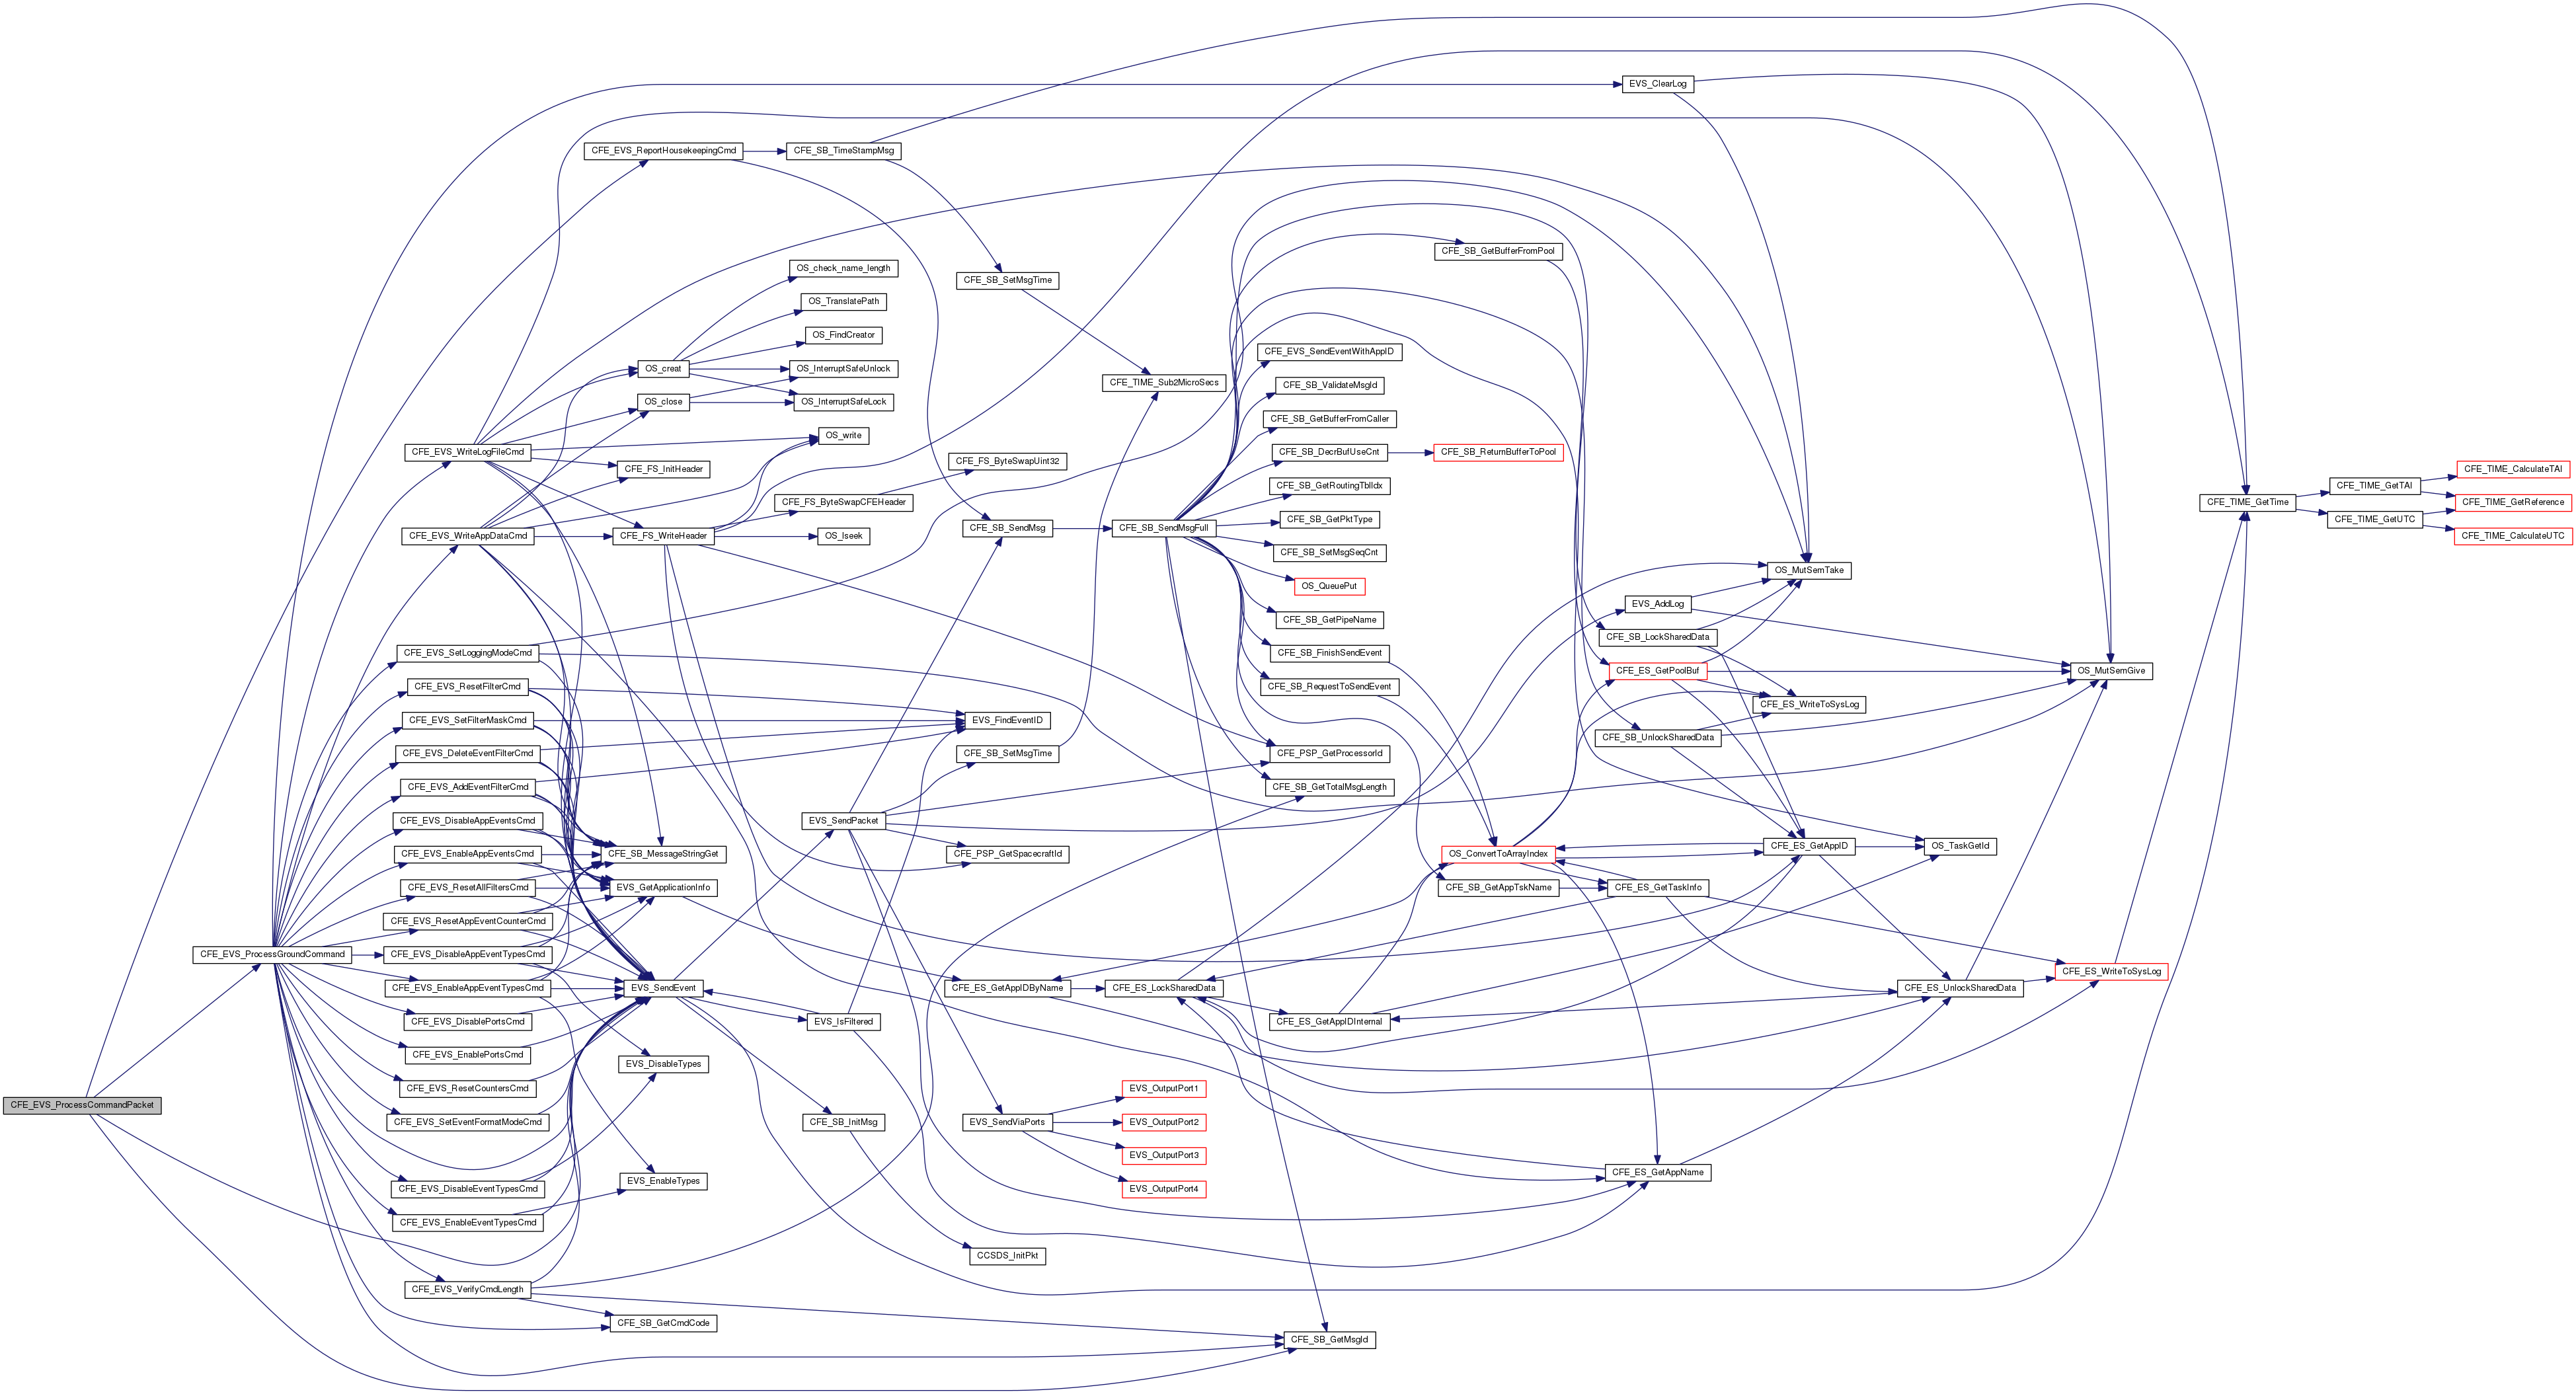 CFE_EVS_ProcessCommandPacket
CFE_EVS_ProcessGroundCommand
CFE_EVS_ReportHousekeepingCmd
CFE_EVS_WriteLogFileCmd
CFE_EVS_WriteAppDataCmd
CFE_EVS_SetLoggingModeCmd
CFE_EVS_ResetFilterCmd
CFE_EVS_SetFilterMaskCmd
CFE_EVS_DeleteEventFilterCmd
CFE_EVS_AddEventFilterCmd
CFE_EVS_DisableAppEventsCmd
CFE_EVS_EnableAppEventsCmd
CFE_EVS_ResetAllFiltersCmd
CFE_EVS_ResetAppEventCounterCmd
CFE_EVS_DisableAppEventTypesCmd
CFE_EVS_EnableAppEventTypesCmd
CFE_EVS_DisablePortsCmd
CFE_EVS_EnablePortsCmd
CFE_EVS_ResetCountersCmd
CFE_EVS_SetEventFormatModeCmd
CFE_EVS_DisableEventTypesCmd
CFE_EVS_EnableEventTypesCmd
CFE_EVS_VerifyCmdLength
OS_creat
OS_close
CFE_FS_InitHeader
CFE_FS_WriteHeader
CFE_SB_MessageStringGet
EVS_GetApplicationInfo
EVS_SendEvent
EVS_DisableTypes
EVS_EnableTypes
CFE_SB_GetCmdCode
CFE_SB_TimeStampMsg
OS_check_name_length
OS_TranslatePath
OS_FindCreator
OS_InterruptSafeUnlock
OS_InterruptSafeLock
OS_write
CFE_FS_ByteSwapCFEHeader
OS_lseek
EVS_SendPacket
EVS_IsFiltered
CFE_SB_InitMsg
CFE_SB_SetMsgTime
CFE_FS_ByteSwapUint32
CFE_SB_SendMsg
EVS_FindEventID
CFE_SB_SetMsgTime
CFE_PSP_GetSpacecraftId
CFE_ES_GetAppIDByName
EVS_SendViaPorts
CCSDS_InitPkt
CFE_TIME_Sub2MicroSecs
CFE_SB_SendMsgFull
CFE_ES_LockSharedData
EVS_OutputPort1
EVS_OutputPort2
EVS_OutputPort3
EVS_OutputPort4
CFE_EVS_SendEventWithAppID
CFE_SB_ValidateMsgId
CFE_SB_GetBufferFromCaller
CFE_SB_DecrBufUseCnt
CFE_SB_GetRoutingTblIdx
CFE_SB_GetPktType
CFE_SB_SetMsgSeqCnt
OS_QueuePut
CFE_SB_GetPipeName
CFE_SB_FinishSendEvent
CFE_SB_RequestToSendEvent
CFE_PSP_GetProcessorId
CFE_SB_GetTotalMsgLength
CFE_ES_GetAppIDInternal
CFE_SB_GetMsgId
CFE_SB_GetBufferFromPool
CFE_SB_ReturnBufferToPool
OS_ConvertToArrayIndex
CFE_SB_GetAppTskName
EVS_ClearLog
EVS_AddLog
CFE_SB_LockSharedData
CFE_ES_GetPoolBuf
CFE_SB_UnlockSharedData
CFE_ES_GetTaskInfo
CFE_ES_GetAppName
OS_MutSemTake
CFE_ES_WriteToSysLog
CFE_ES_GetAppID
OS_TaskGetId
CFE_ES_UnlockSharedData
OS_MutSemGive
CFE_ES_WriteToSysLog
CFE_TIME_GetTime
CFE_TIME_GetTAI
CFE_TIME_GetUTC
CFE_TIME_CalculateTAI
CFE_TIME_GetReference
CFE_TIME_CalculateUTC